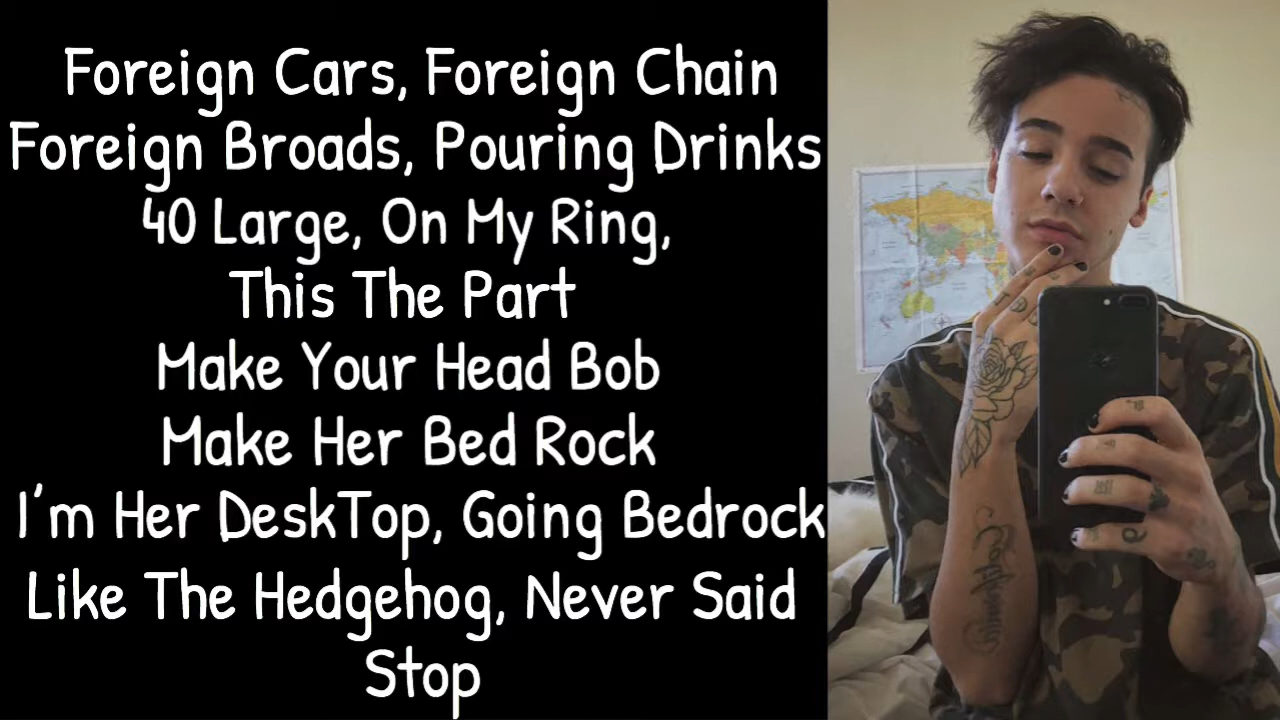 Foreign Cars, Foreign Chain
Foreign Broads, Pouring Drinks
40 Large, On My Ring,
This The Part
Make Your Head Bob
Make Her Bed Rock
I'm Her DeskTop, Going Bedrock
Like The Hedgehog, Never Said
Stop